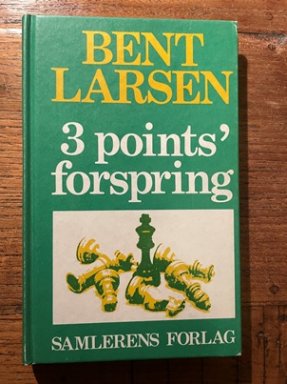 BENT
LARSEN
3 points'
forspring
SAMLERENS FORLAG